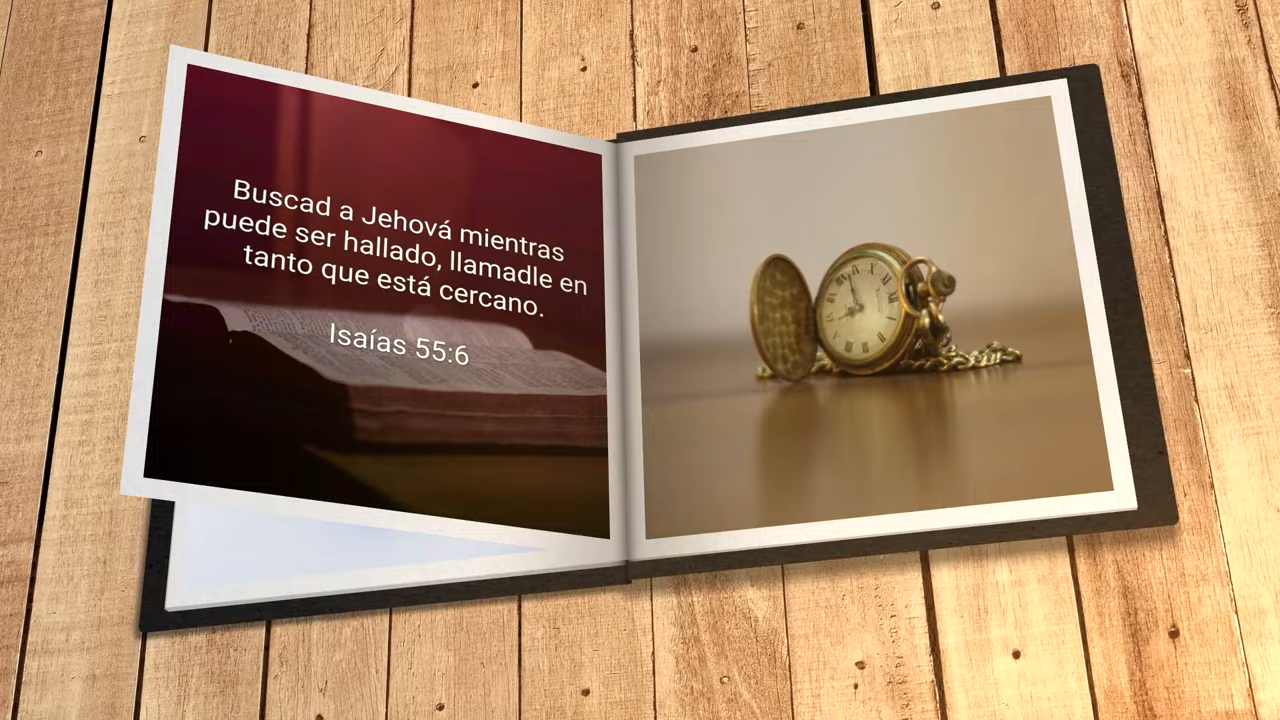 Buscad a Jehová mientras
puede ser hallado, llamadle en
tanto que está cercano.
Isaías 55:6